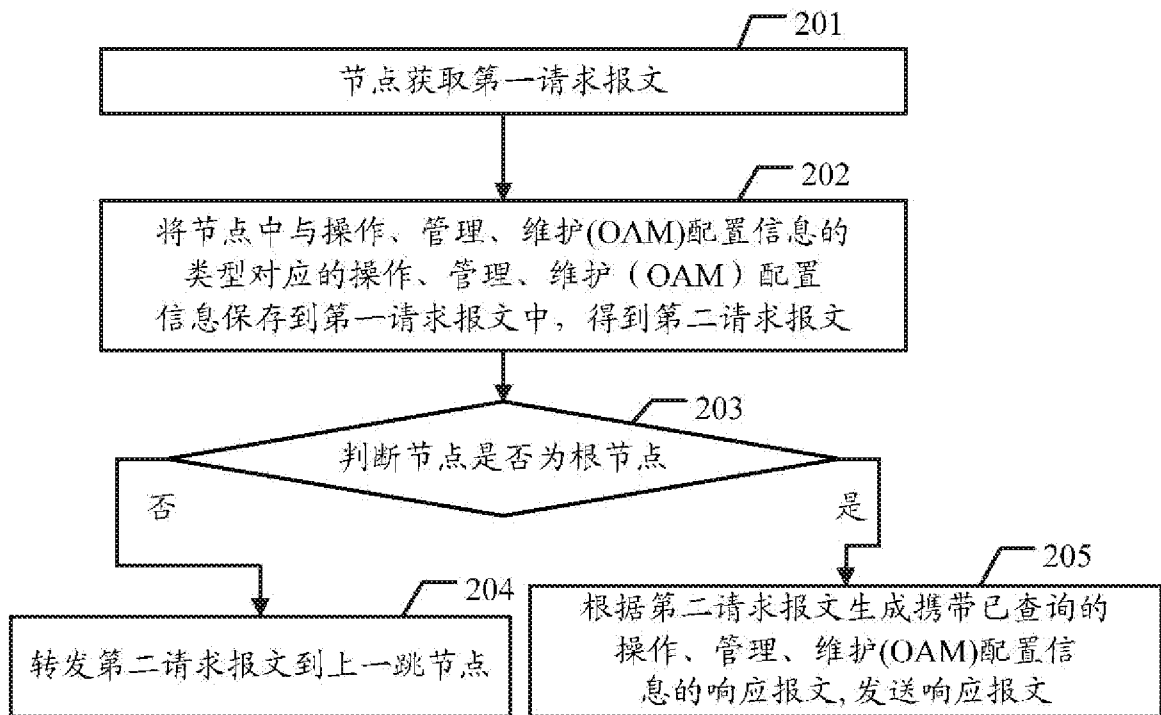 201
节点获取第一请求报文
202
将节点中与操作、管理、维护(OAM)配置信息的
类型对应的操作、管理、维护（OAM）配置
信息保存到第一请求报文中，得到第二请求报文
203
判断节点是否为根节点
否
是
204
转发第二请求报文到上一跳节点
205
根据第二请求报文生成携带已查询的
操作、管理、维护(OAM)配置信
息的响应报文,发送响应报文